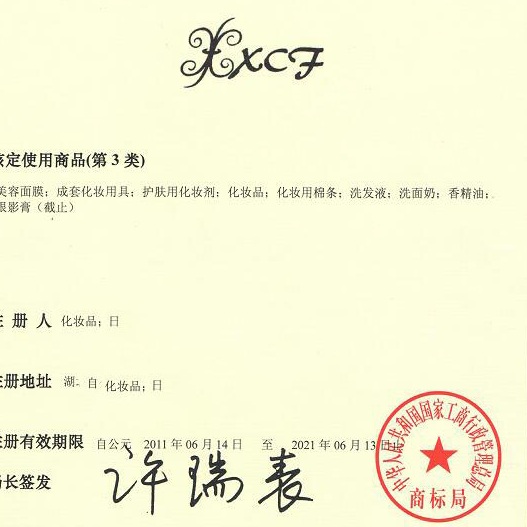 XCF
核定使用商品(第 3 类)
美容面膜；成套化妆用具；护肤用化妆剂；化妆品；化妆用棉条；洗发液；洗面奶；香精油；
眼影膏（截止）
注 册 人 化妆品；日
注册地址 湖. 自 化妆品；日
注册有效期限 自公元 2011 年 06 月 14 日 至 2021 年 06 月 13 日止
局长签发 许瑞表
中华人民共和国国家工商行政管理总局
商标局